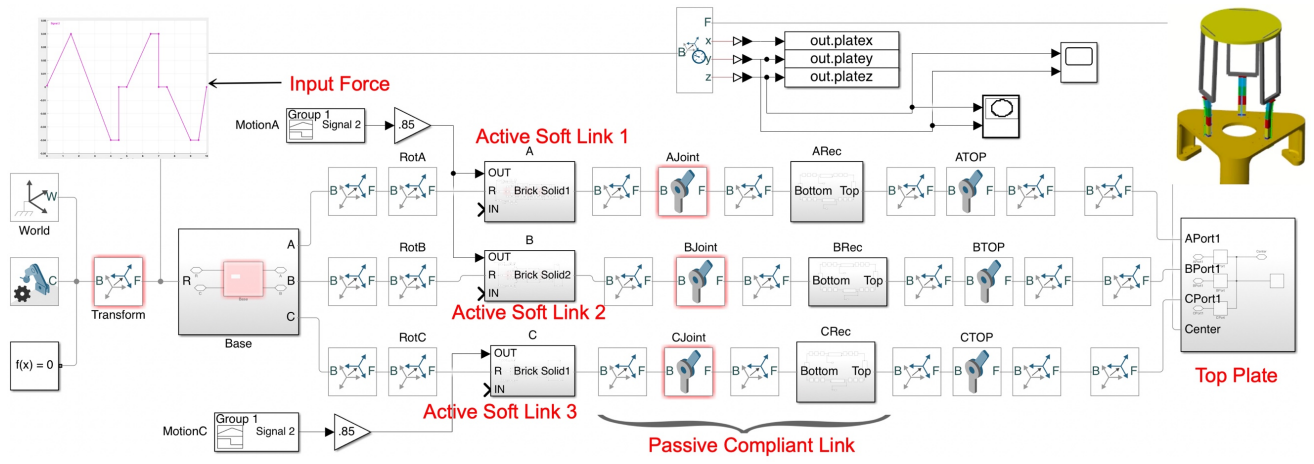 Input Force
F
x
y
z
B
out.platex
out.platey
out.platez
MotionA
Group 1
Signal 2
.85
Active Soft Link 1
RotA
A
OUT
R
IN
Brick Solid1
AJoint
ARec
Bottom Top
ATOP
B F
World
W
C
B F
Transform
f(x) = 0
R
A
B
C
Base
RotB
B
OUT
R
IN
Brick Solid2
Active Soft Link 2
BJoint
BRec
Bottom Top
BTOP
RotC
C
OUT
R
IN
Brick Solid1
Active Soft Link 3
CJoint
CRec
Bottom Top
CTOP
APort1
BPort1
CPort1
Center
Top Plate
MotionC
Group 1
Signal 2
.85
Passive Compliant Link